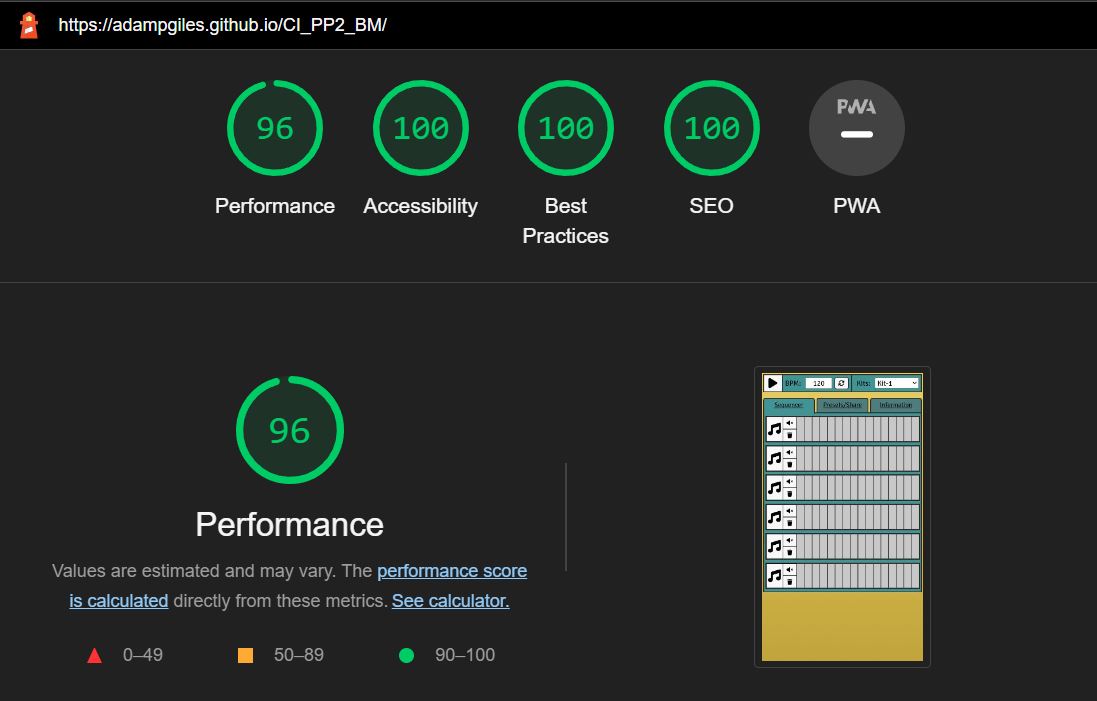 https://adampgiles.github.io/CI_PP2_BM/
96
100
100
100
PWA
Performance
Accessibility
Best
Practices
SEO
PWA
96
Performance
Values are estimated and may vary. The performance score
is calculated directly from these metrics. See calculator.
0–49
50–89
90–100
BPM: 120 Kits: Kit-1
Sequencer Presets/Share Information